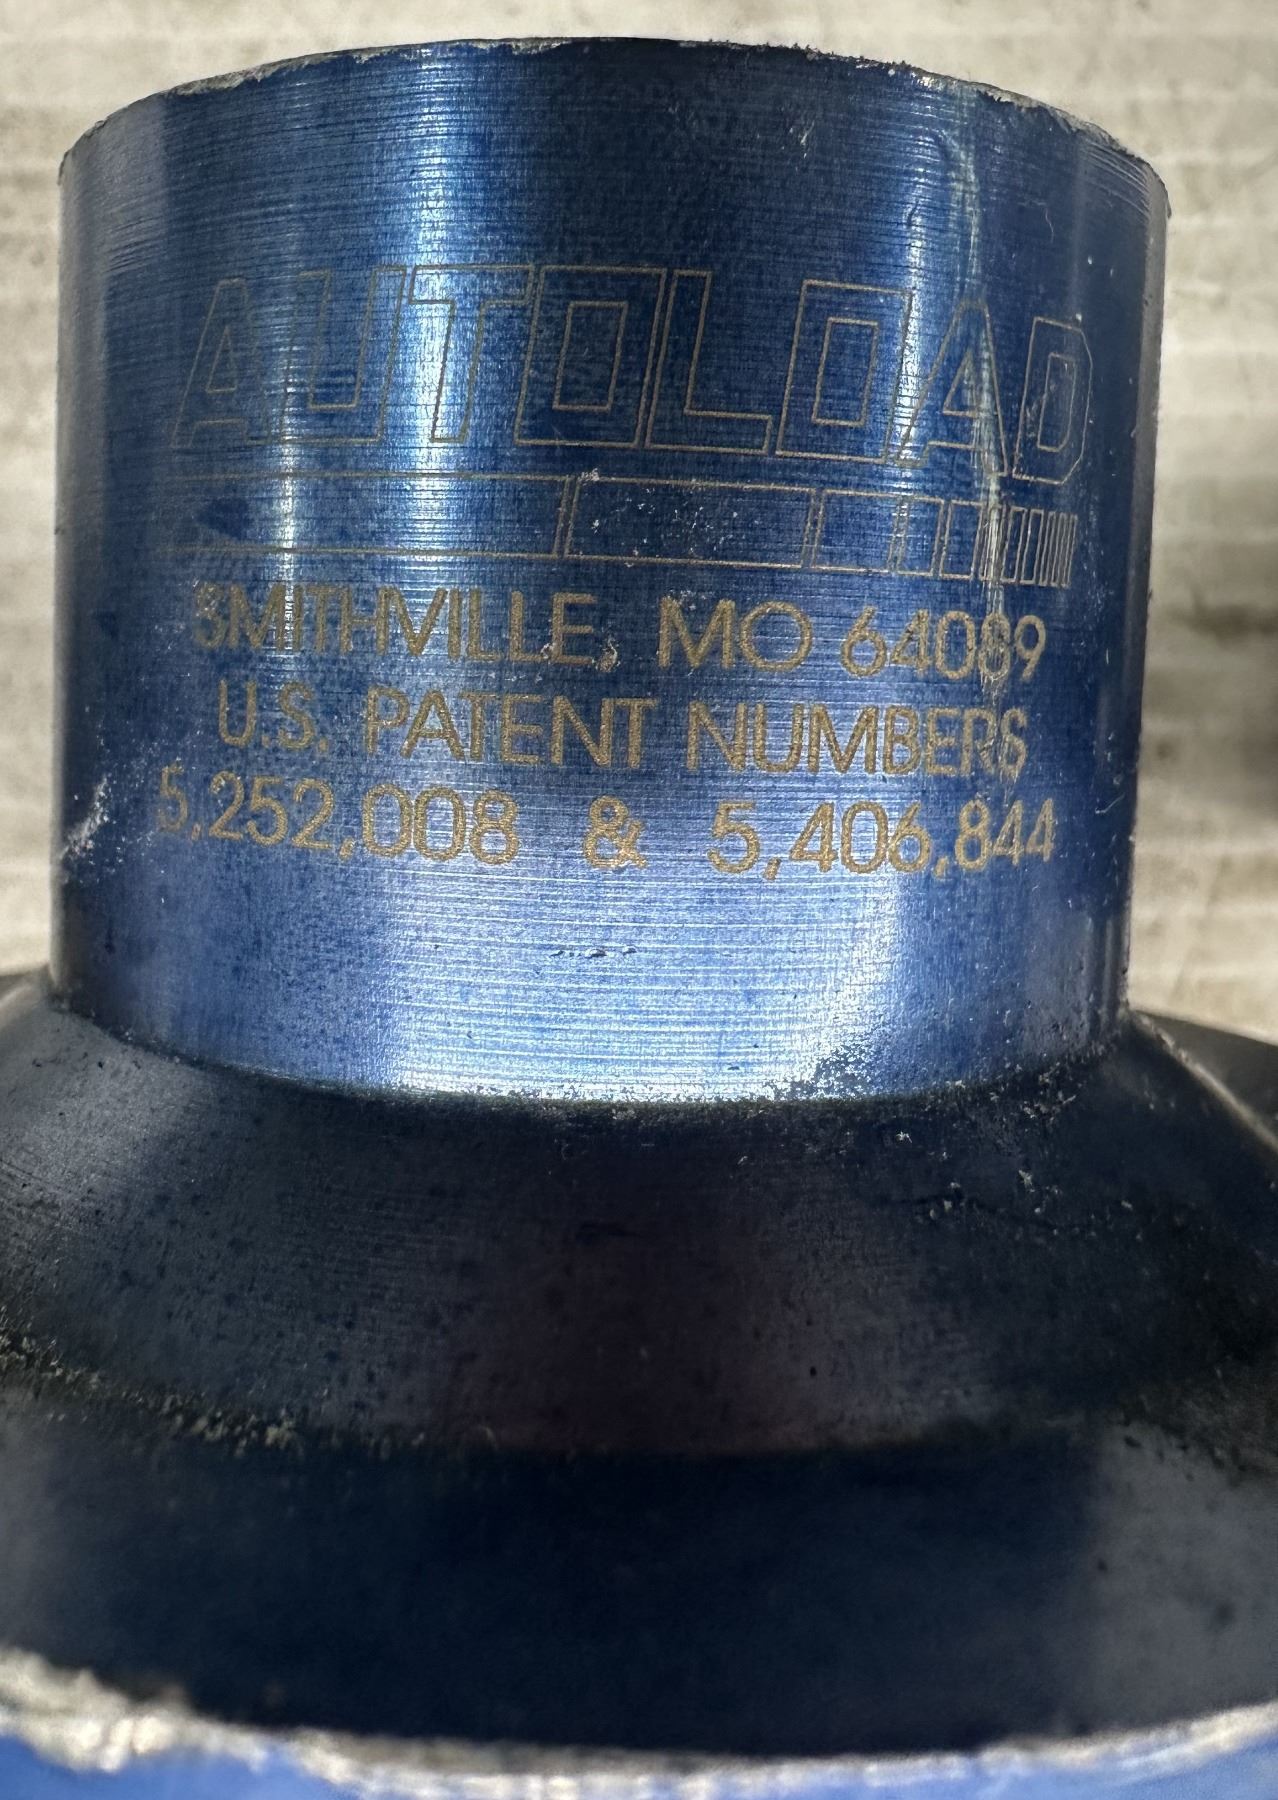 AUTOLOAD
SMITHVILLE, MO 64089
U.S. PATENT NUMBERS
5,252,008 & 5,406,844